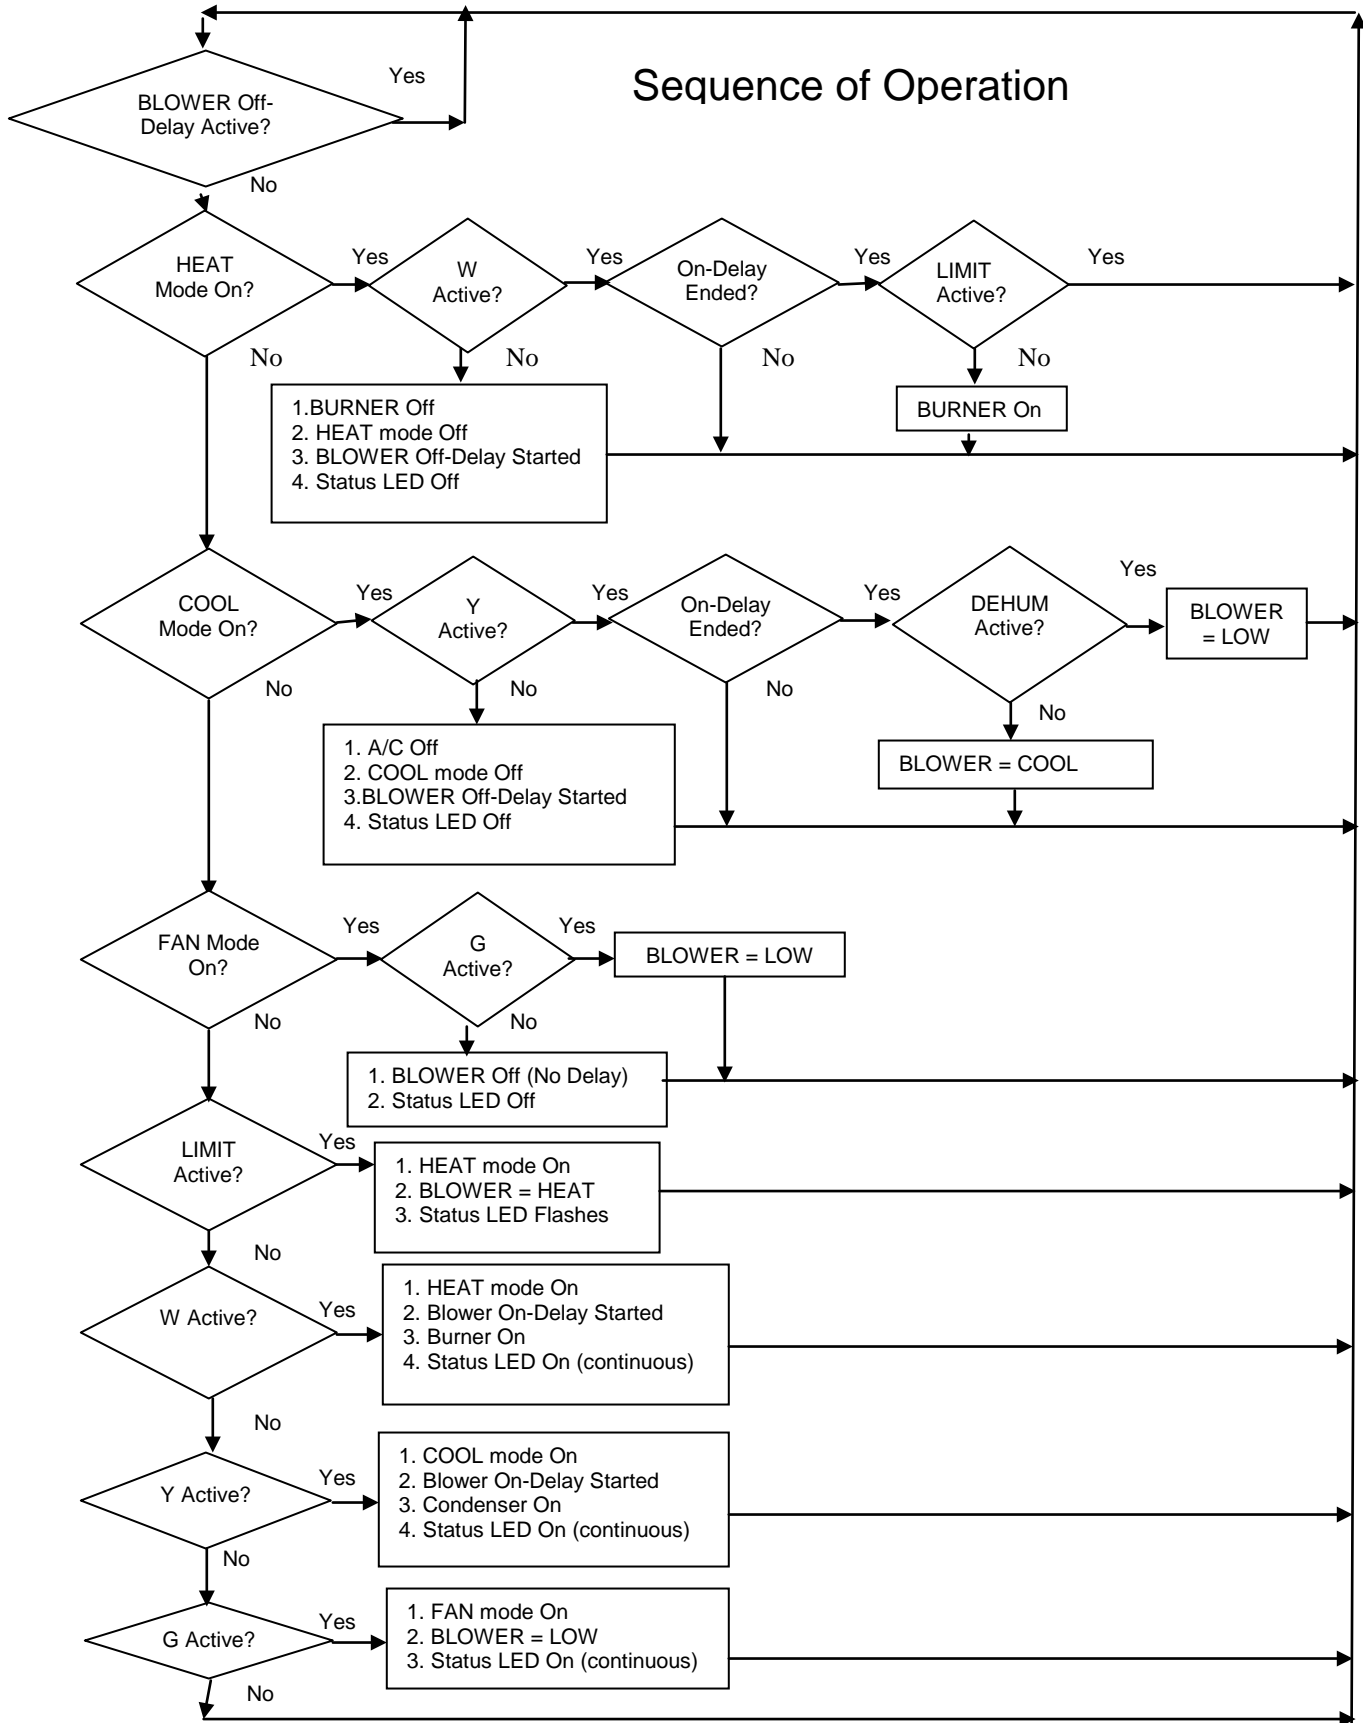 Sequence of Operation
BLOWER Off-
Delay Active?
Yes
No
HEAT
Mode On?
Yes
W
Active?
Yes
On-Delay
Ended?
Yes
LIMIT
Active?
Yes
No
No
No
No
1.BURNER Off
2. HEAT mode Off
3. BLOWER Off-Delay Started
4. Status LED Off
BURNER On
COOL
Mode On?
Yes
Y
Active?
Yes
On-Delay
Ended?
Yes
DEHUM
Active?
Yes
BLOWER
= LOW
No
No
No
No
1. A/C Off
2. COOL mode Off
3.BLOWER Off-Delay Started
4. Status LED Off
BLOWER = COOL
FAN Mode
On?
Yes
G
Active?
Yes
BLOWER = LOW
No
No
1. BLOWER Off (No Delay)
2. Status LED Off
LIMIT
Active?
Yes
1. HEAT mode On
2. BLOWER = HEAT
3. Status LED Flashes
No
W Active?
Yes
1. HEAT mode On
2. Blower On-Delay Started
3. Burner On
4. Status LED On (continuous)
No
Y Active?
Yes
1. COOL mode On
2. Blower On-Delay Started
3. Condenser On
4. Status LED On (continuous)
No
G Active?
Yes
1. FAN mode On
2. BLOWER = LOW
3. Status LED On (continuous)
No